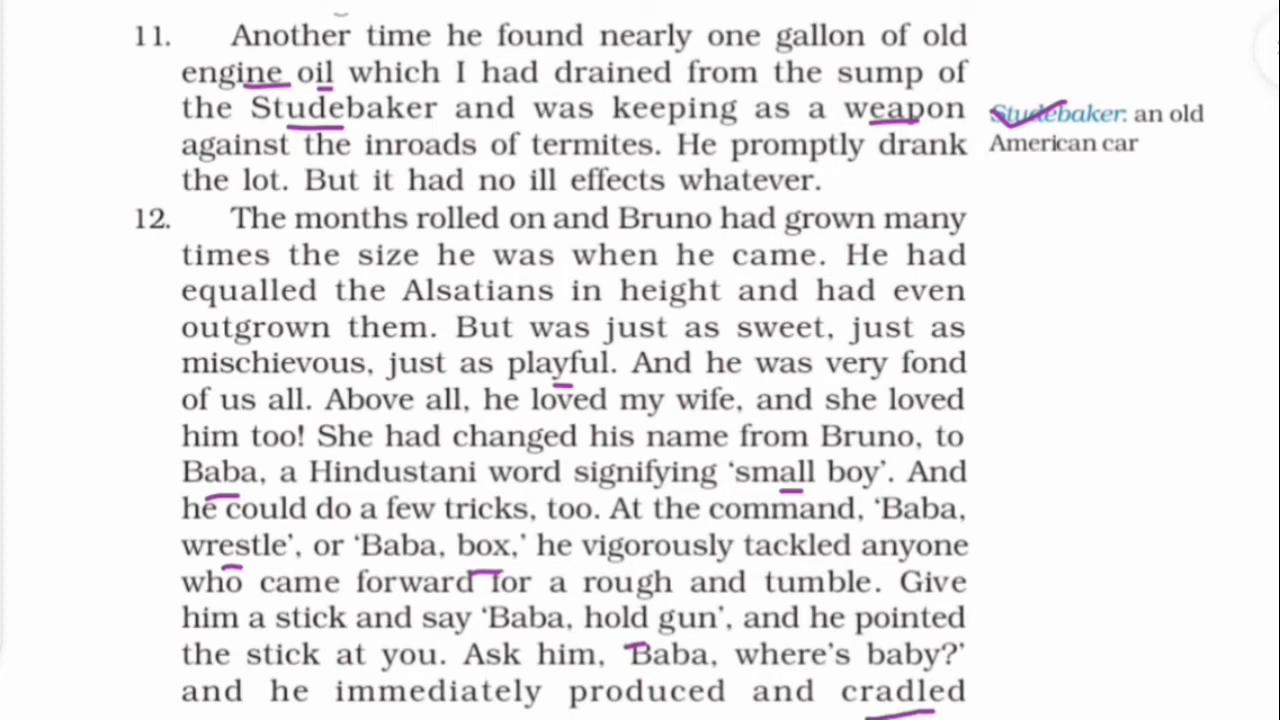 11. Another time he found nearly one gallon of old
engine oil which I had drained from the sump of
the Studebaker and was keeping as a weapon
against the inroads of termites. He promptly drank
the lot. But it had no ill effects whatever.
Studebaker: an old
American car
12. The months rolled on and Bruno had grown many
times the size he was when he came. He had
equalled the Alsatians in height and had even
outgrown them. But was just as sweet, just as
mischievous, just as playful. And he was very fond
of us all. Above all, he loved my wife, and she loved
him too! She had changed his name from Bruno, to
Baba, a Hindustani word signifying ‘small boy’. And
he could do a few tricks, too. At the command, ‘Baba,
wrestle’, or ‘Baba, box,’ he vigorously tackled anyone
who came forward for a rough and tumble. Give
him a stick and say ‘Baba, hold gun’, and he pointed
the stick at you. Ask him, ‘Baba, where’s baby?’
and he immediately produced and cradled